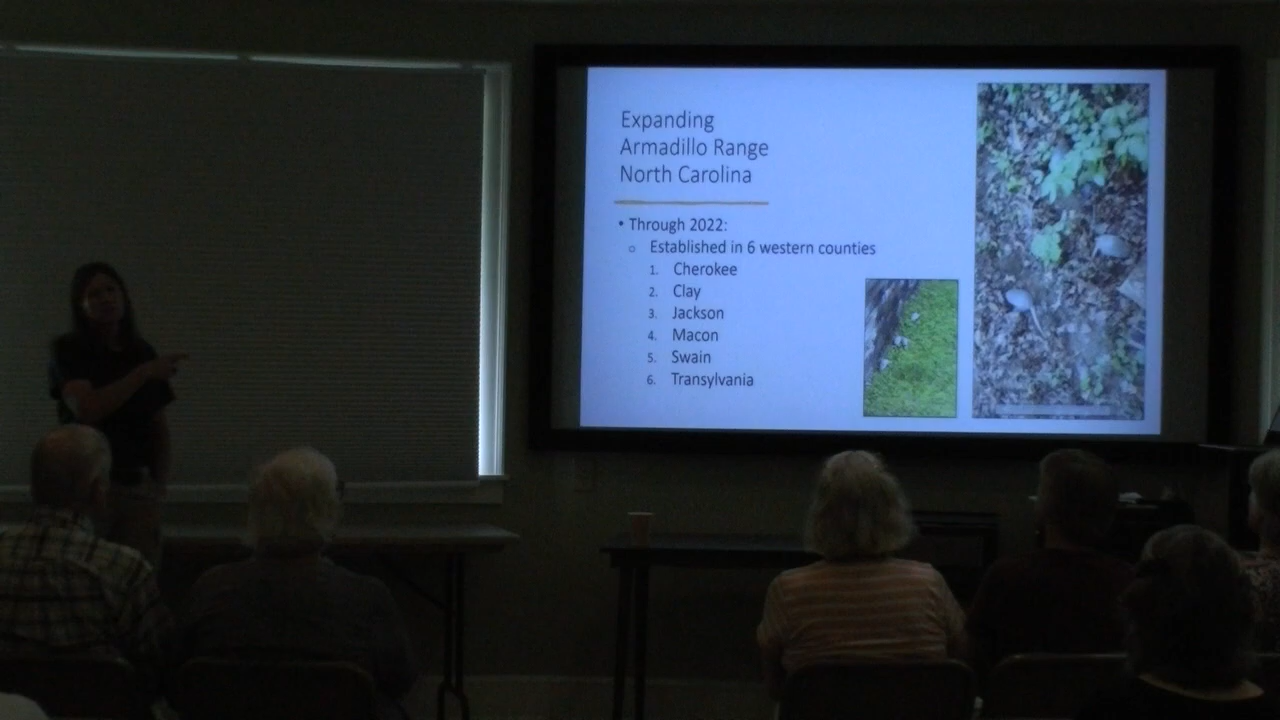 Expanding
Armadillo Range
North Carolina
• Through 2022:
o Established in 6 western counties
1. Cherokee
2. Clay
3. Jackson
4. Macon
5. Swain
6. Transylvania